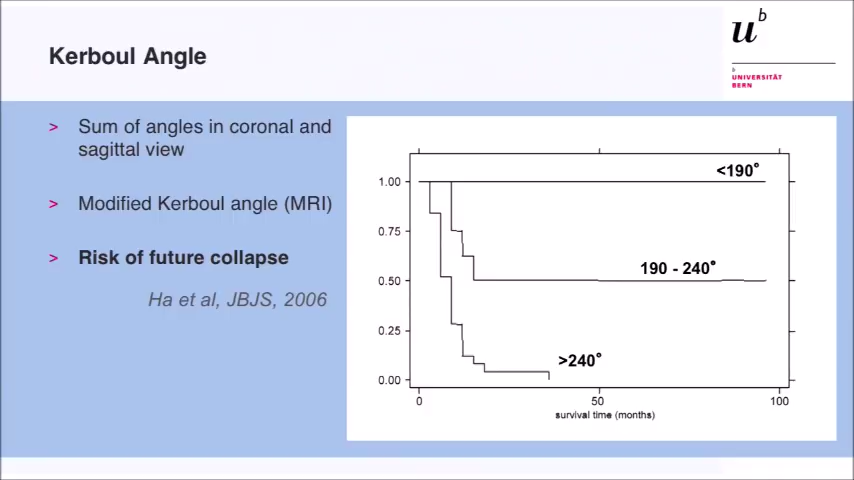 Kerboul Angle
u^b
b
UNIVERSITÄT
BERN
> Sum of angles in coronal and
sagittal view
> Modified Kerboul angle (MRI)
> Risk of future collapse
Ha et al, JBJS, 2006
<190°
1.00
0.75
190 - 240°
0.50
0.25
>240°
0.00
0 50 100
survival time (months)